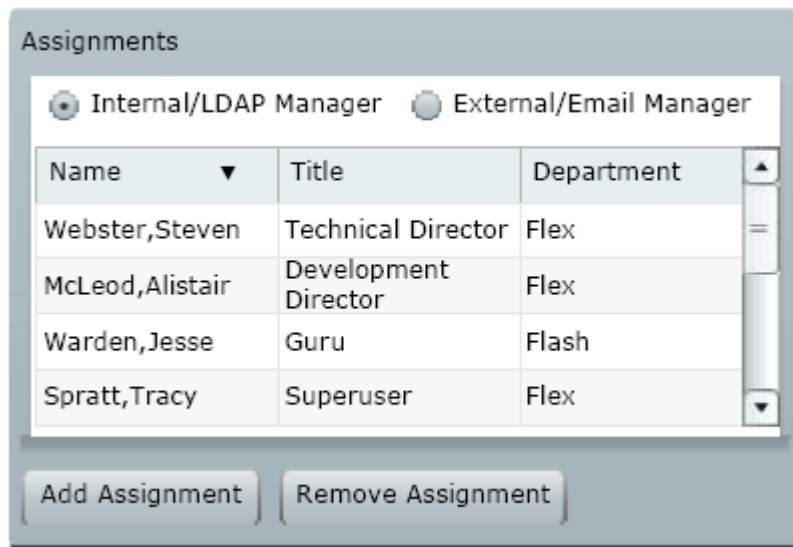 Assignments
Internal/LDAP Manager External/Email Manager
Name Title Department
Webster,Steven Technical Director Flex
McLeod,Alistair Development Director Flex
Warden,Jesse Guru Flash
Spratt,Tracy Superuser Flex
Add Assignment Remove Assignment